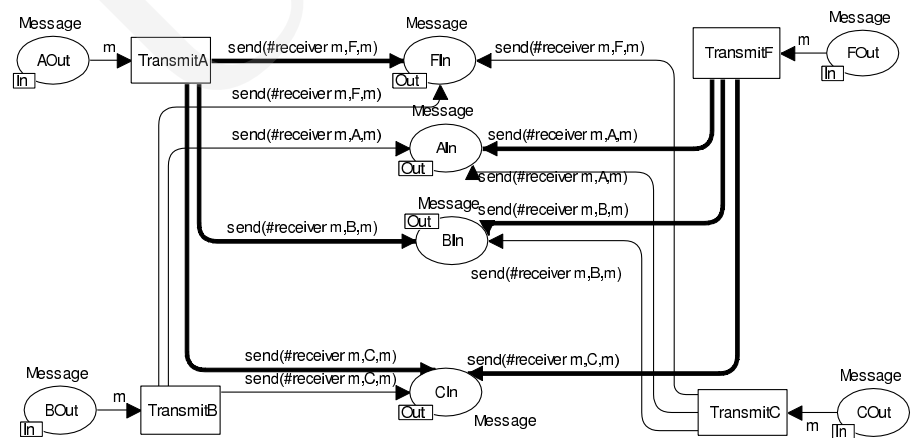 Message
Message
Message
AOut
m
TransmitA
send(#receiver m,F,m)
FIn
send(#receiver m,F,m)
TransmitF
m
FOut
In
Out
In
send(#receiver m,F,m)
Message
send(#receiver m,A,m)
AIn
send(#receiver m,A,m)
Out
send(#receiver m,A,m)
Message
send(#receiver m,B,m)
Out
send(#receiver m,B,m)
BIn
send(#receiver m,B,m)
send(#receiver m,C,m)
send(#receiver m,C,m)
Message
send(#receiver m,C,m)
Message
BOut
m
TransmitB
CIn
TransmitC
m
COut
In
Out
Message
In